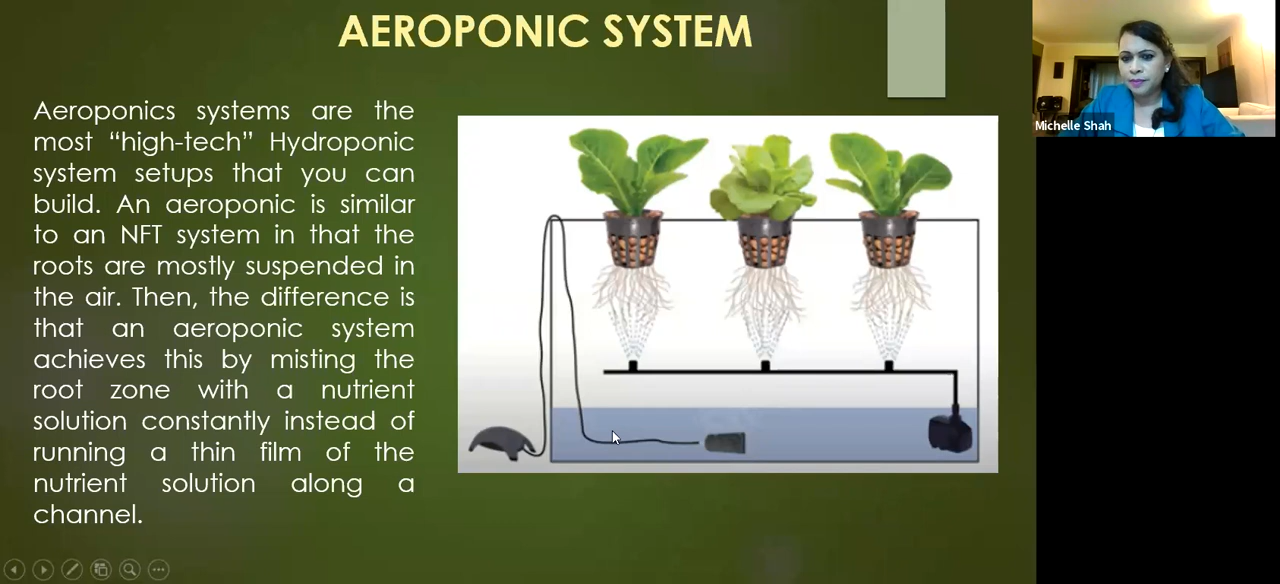 AEROPONIC SYSTEM
Aeroponics systems are the
most “high-tech” Hydroponic
system setups that you can
build. An aeroponic is similar
to an NFT system in that the
roots are mostly suspended in
the air. Then, the difference is
that an aeroponic system
achieves this by misting the
root zone with a nutrient
solution constantly instead of
running a thin film of the
nutrient solution along a
channel.
Michelle Shah